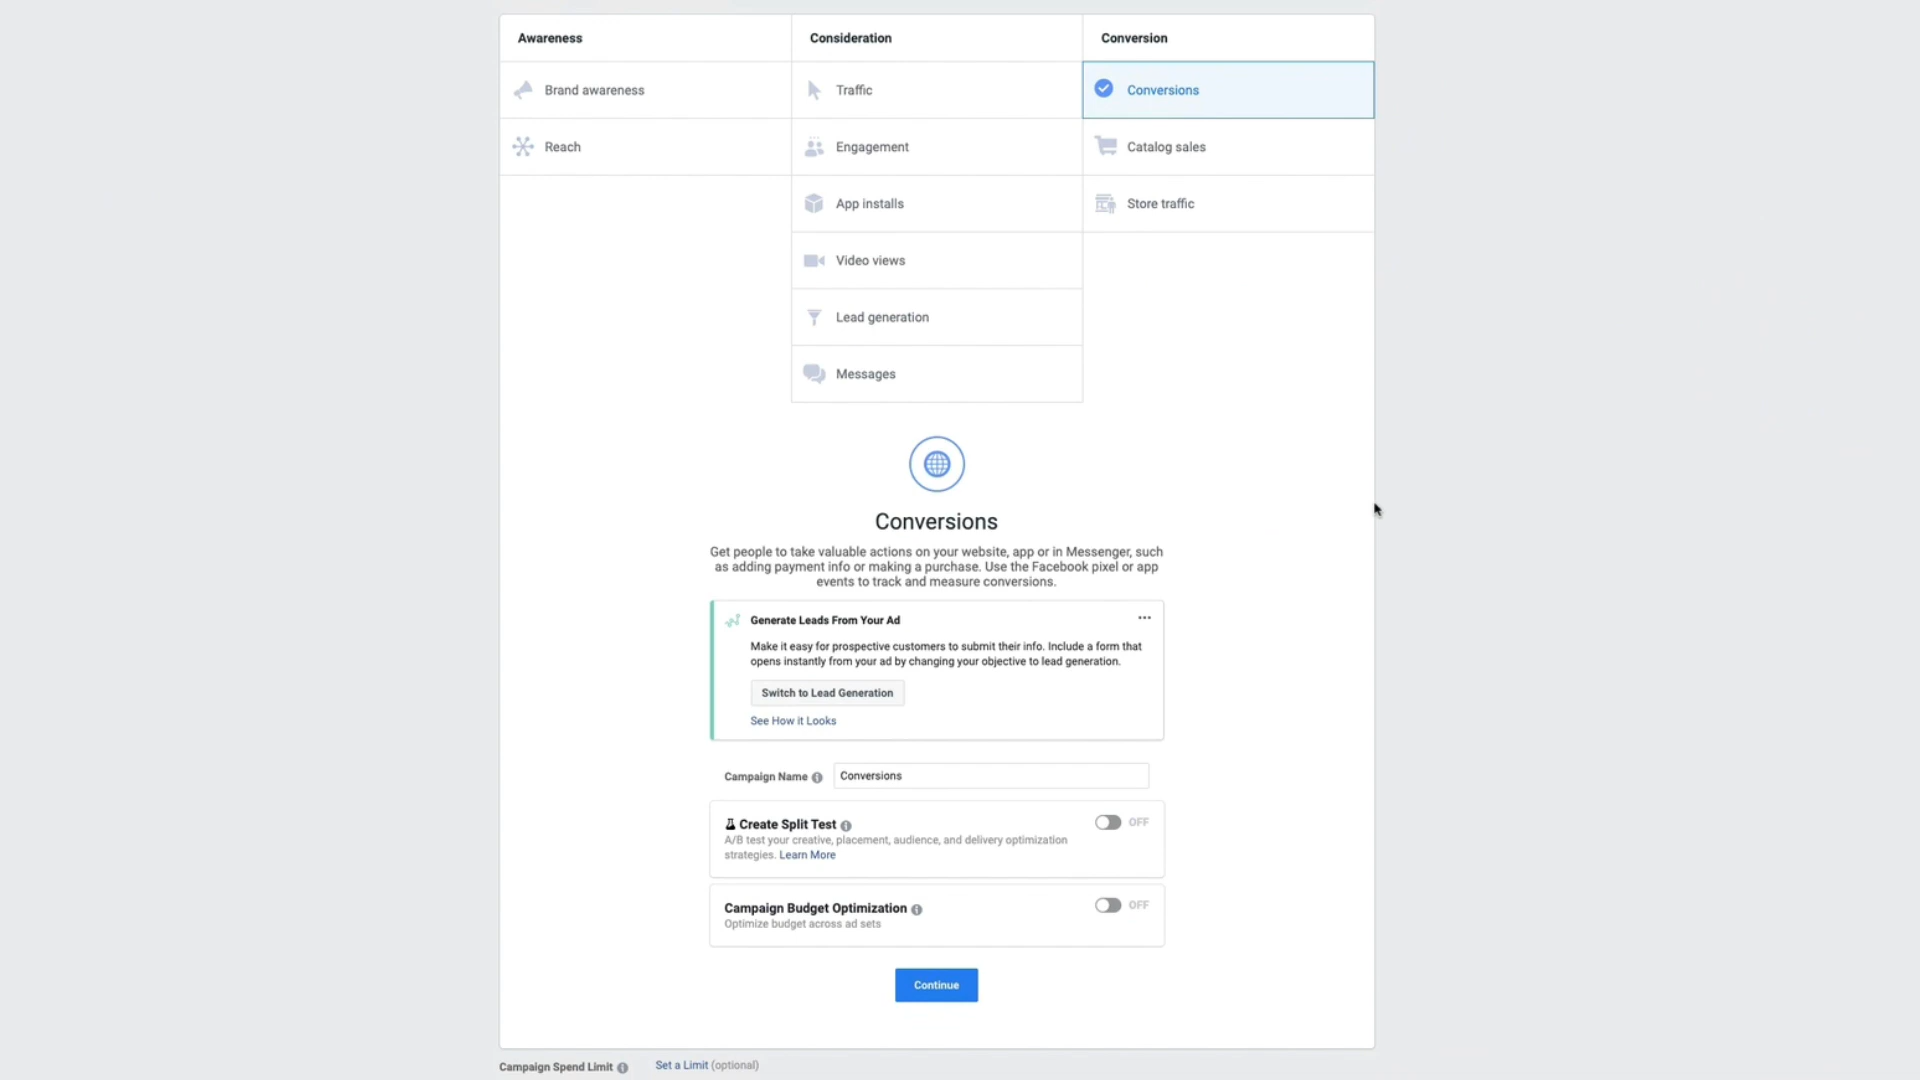 Awareness
Consideration
Conversion
Brand awareness
Traffic
Conversions
Reach
Engagement
Catalog sales
App installs
Store traffic
Video views
Lead generation
Messages
Conversions
Get people to take valuable actions on your website, app or in Messenger, such
as adding payment info or making a purchase. Use the Facebook pixel or app
events to track and measure conversions.
Generate Leads From Your Ad
Make it easy for prospective customers to submit their info. Include a form that
opens instantly from your ad by changing your objective to lead generation.
Switch to Lead Generation
See How it Looks
Campaign Name
Conversions
Create Split Test
OFF
A/B test your creative, placement, audience, and delivery optimization
strategies. Learn More
Campaign Budget Optimization
OFF
Optimize budget across ad sets
Continue
Campaign Spend Limit
Set a Limit (optional)